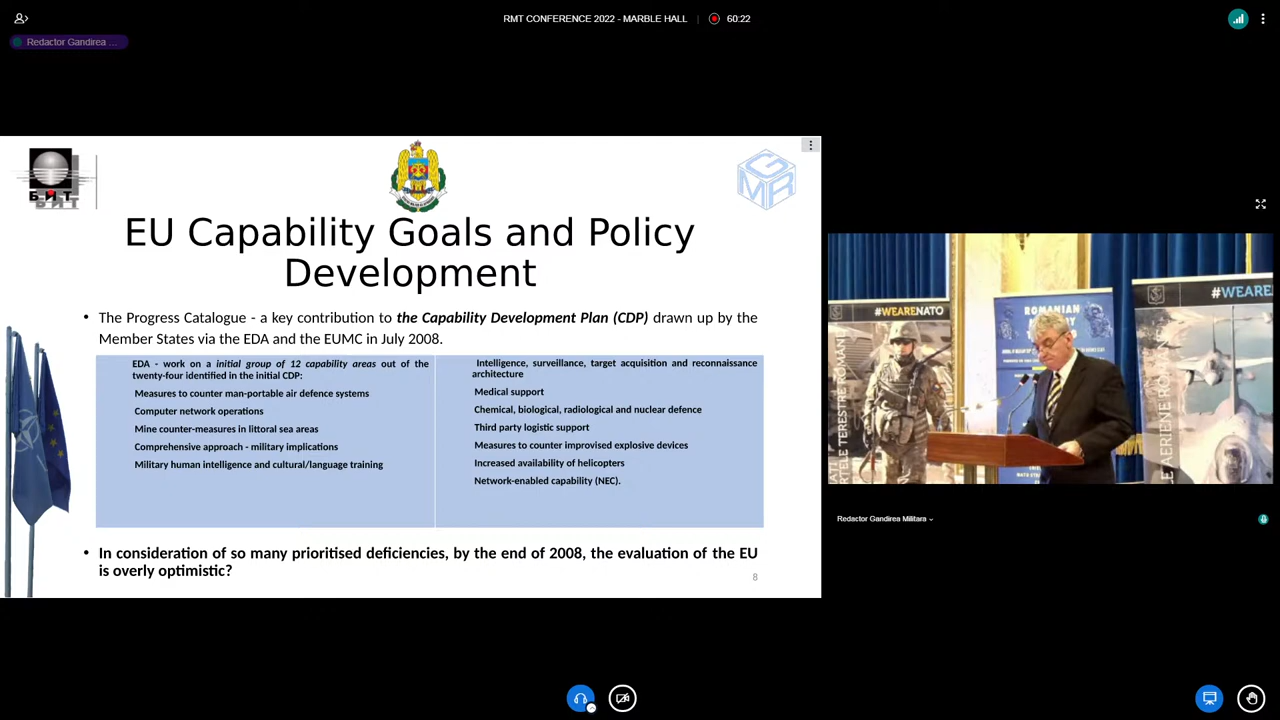 RMT CONFERENCE 2022 - MARBLE HALL
60:22
Redactor Gandirea ...
БИТ
GMR
EU Capability Goals and Policy
Development
• The Progress Catalogue - a key contribution to the Capability Development Plan (CDP) drawn up by the
Member States via the EDA and the EUMC in July 2008.
EDA - work on a initial group of 12 capability areas out of the
twenty-four identified in the initial CDP:
Measures to counter man-portable air defence systems
Computer network operations
Mine counter-measures in littoral sea areas
Comprehensive approach - military implications
Military human intelligence and cultural/language training
Intelligence, surveillance, target acquisition and reconnaissance
architecture
Medical support
Chemical, biological, radiological and nuclear defence
Third party logistic support
Measures to counter improvised explosive devices
Increased availability of helicopters
Network-enabled capability (NEC).
• In consideration of so many prioritised deficiencies, by the end of 2008, the evaluation of the EU
is overly optimistic?
8
#WEARENATO
ROMANIAN
#WEARE
Redactor Gandirea Militara